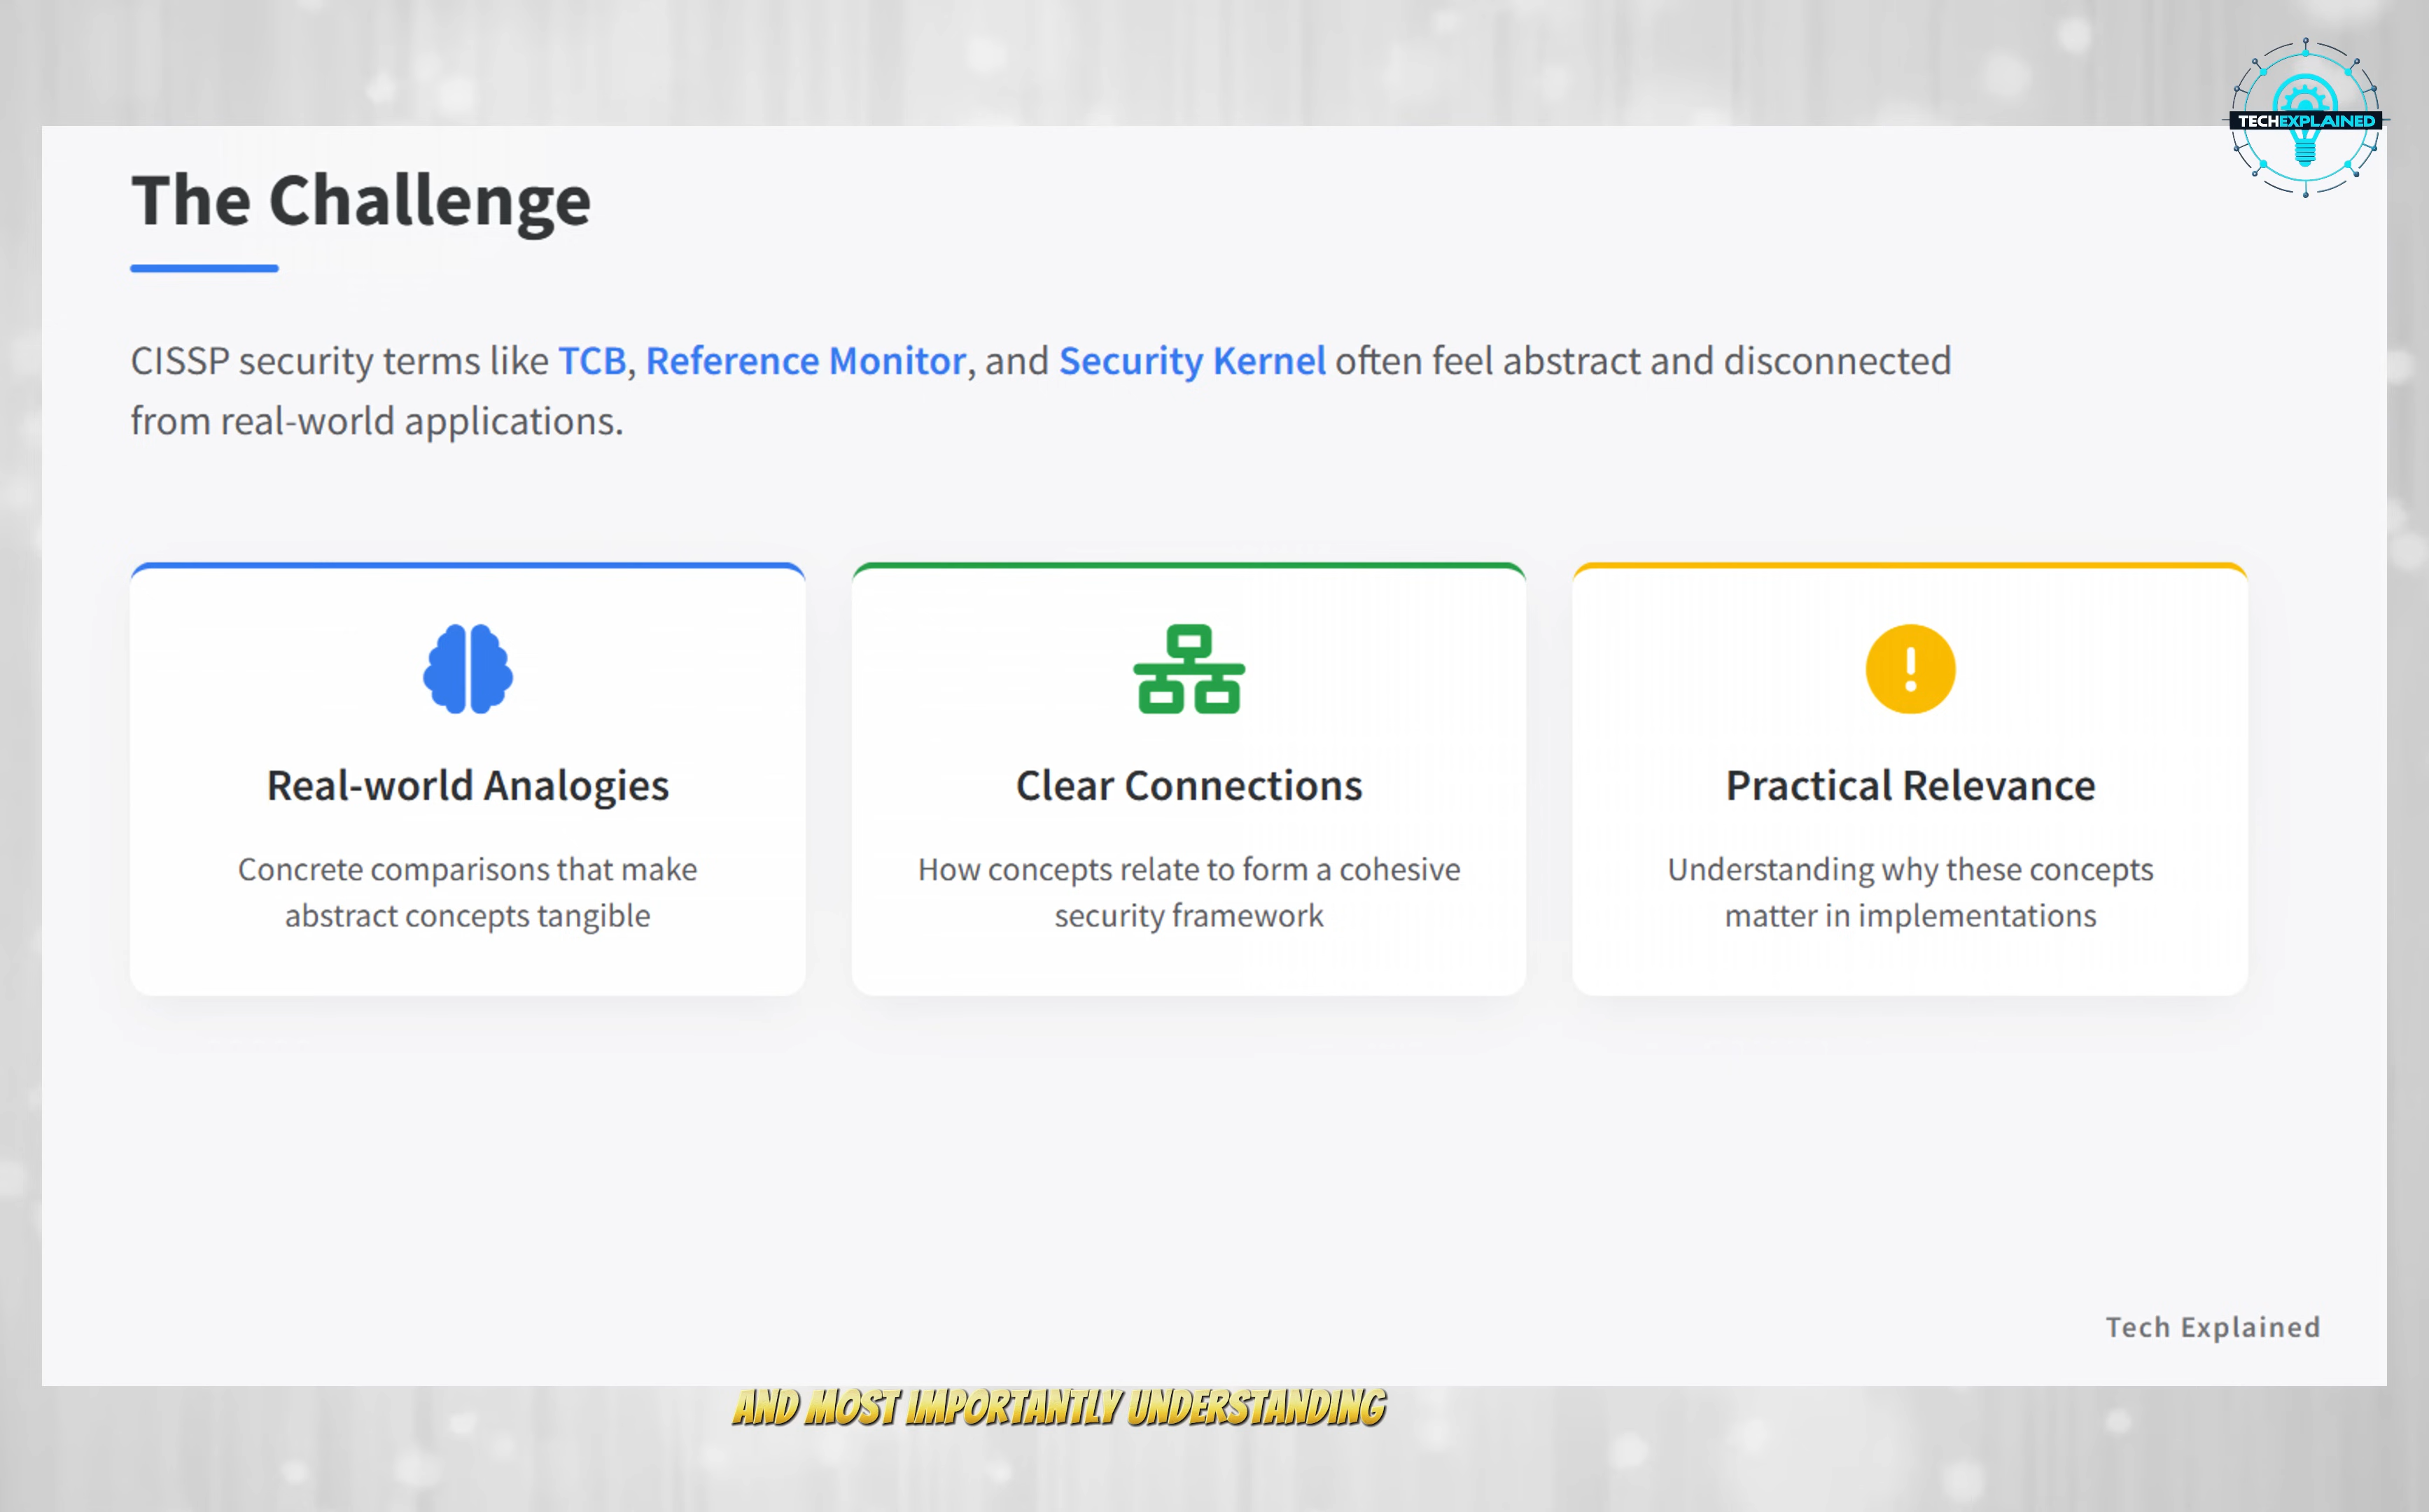 TECHEXPLAINED
The Challenge
CISSP security terms like TCB, Reference Monitor, and Security Kernel often feel abstract and disconnected
from real-world applications.
Real-world Analogies
Concrete comparisons that make
abstract concepts tangible
Clear Connections
How concepts relate to form a cohesive
security framework
Practical Relevance
Understanding why these concepts
matter in implementations
Tech Explained
AND MOST IMPORTANTLY UNDERSTANDING